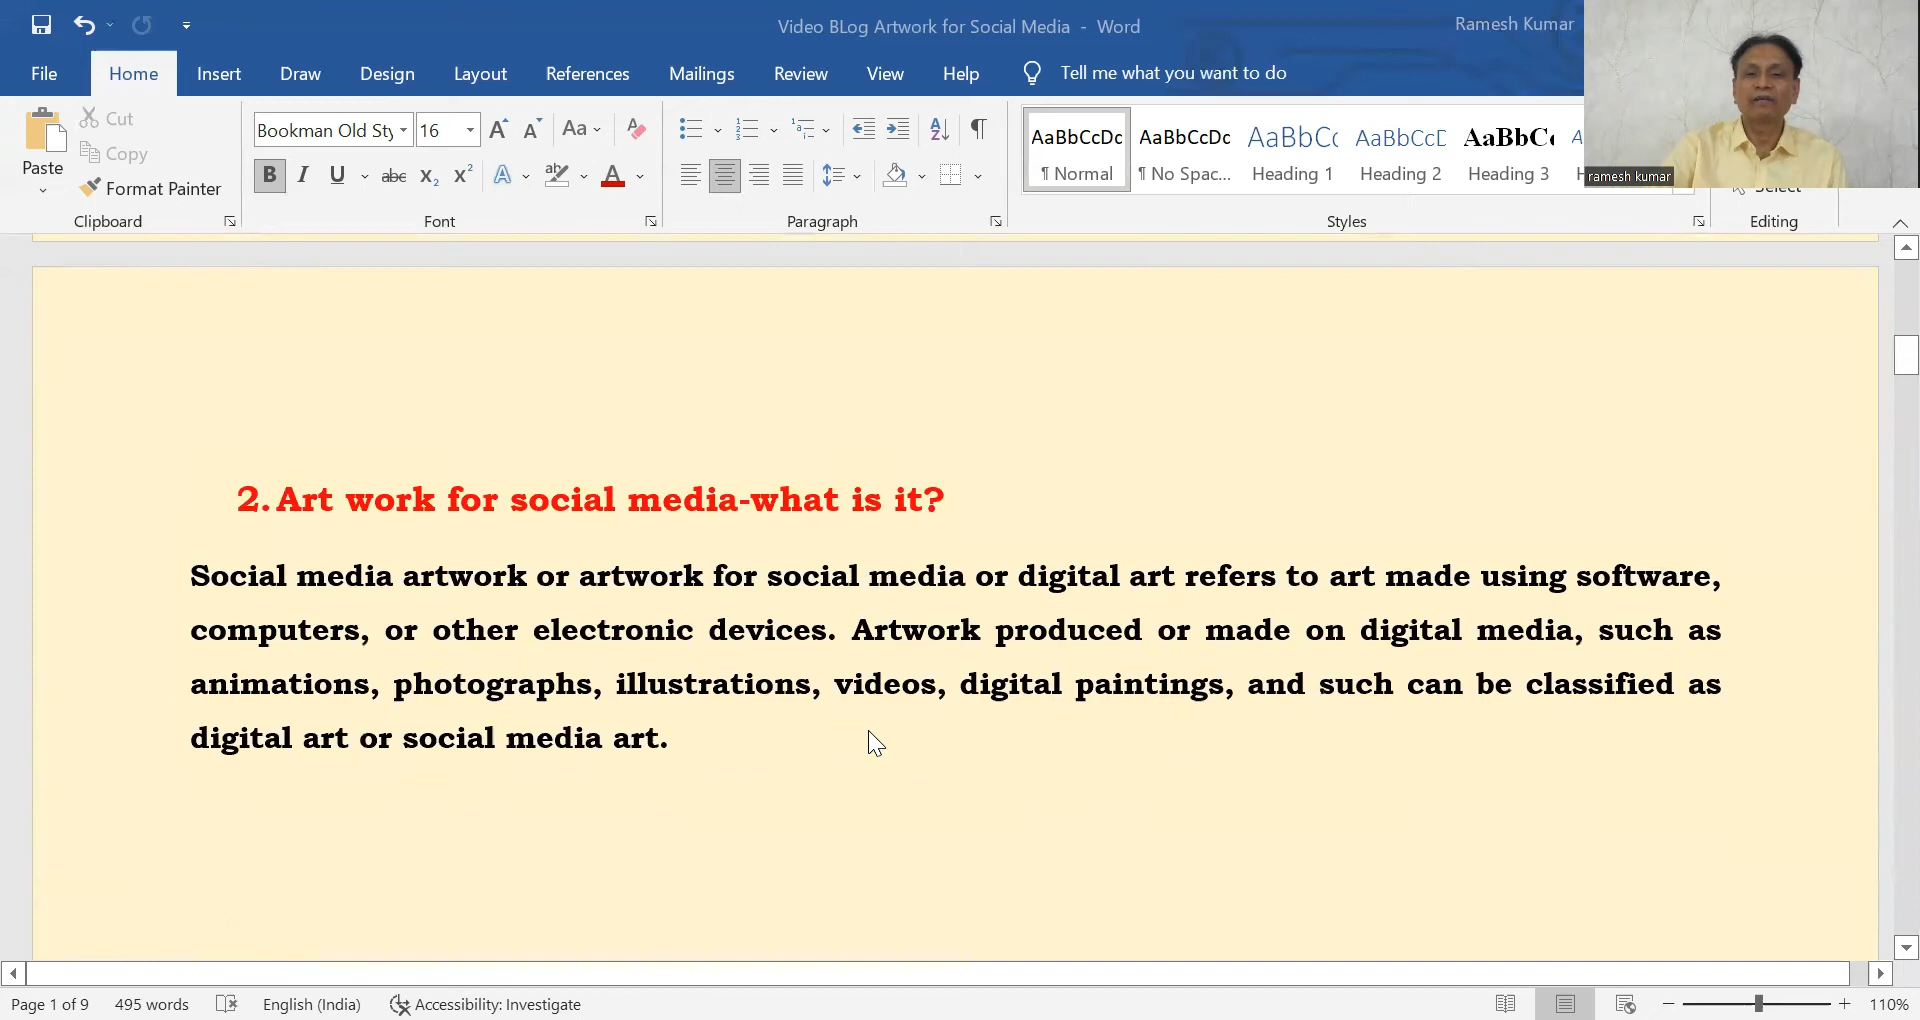 Video BLog Artwork for Social Media - Word
Ramesh Kumar
File Home Insert Draw Design Layout References Mailings Review View Help Tell me what you want to do
Paste
Cut
Copy
Format Painter
Clipboard
Bookman Old Sty 16
Font
Paragraph
AaBbCcDc AaBbCcDc AaBbCc AaBbCcD AaBbCc
¶ Normal ¶ No Spac... Heading 1 Heading 2 Heading 3
Styles
Select
Editing
ramesh kumar
2. Art work for social media-what is it?
Social media artwork or artwork for social media or digital art refers to art made using software,
computers, or other electronic devices. Artwork produced or made on digital media, such as
animations, photographs, illustrations, videos, digital paintings, and such can be classified as
digital art or social media art.
Page 1 of 9 495 words English (India) Accessibility: Investigate 110%